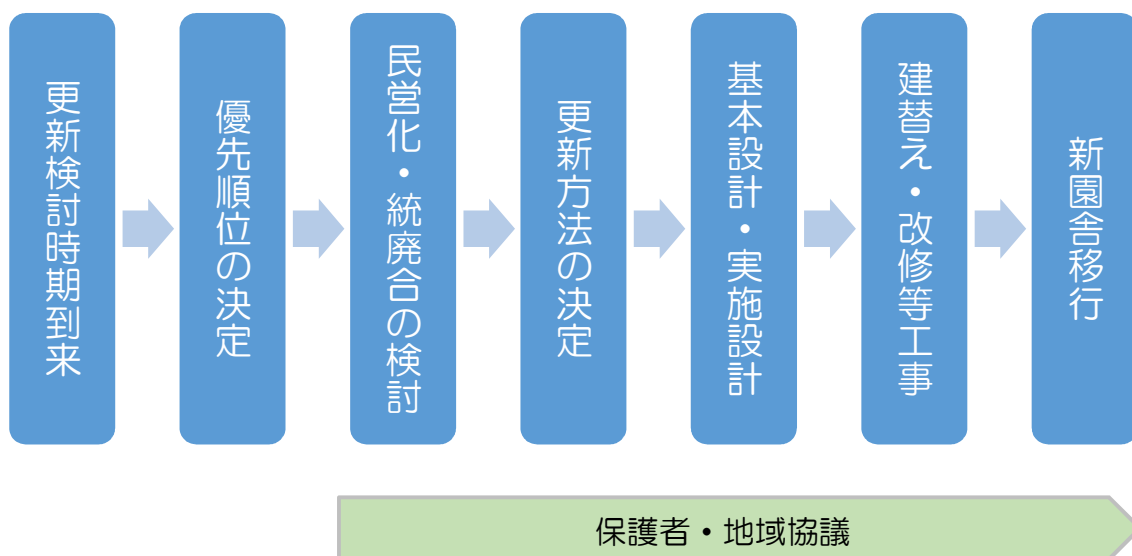 更新検討時期到来
優先順位の決定
民営化・統廃合の検討
更新方法の決定
基本設計・実施設計
建替え・改修等工事
新園舎移行
保護者・地域協議